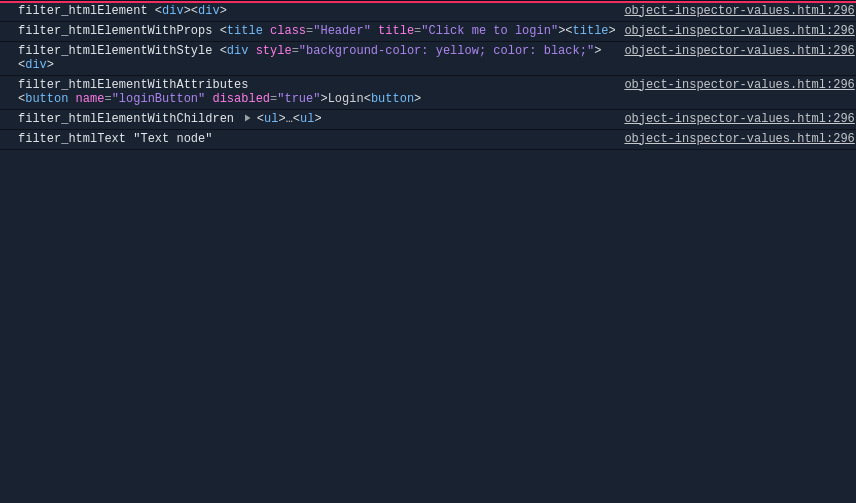 filter_htmlElement <div><div> object-inspector-values.html:296
filter_htmlElementWithProps <title class="Header" title="Click me to login"><title> object-inspector-values.html:296
filter_htmlElementWithStyle <div style="background-color: yellow; color: black;"> object-inspector-values.html:296
<div>
filter_htmlElementWithAttributes object-inspector-values.html:296
<button name="loginButton" disabled="true">Login<button>
filter_htmlElementWithChildren ▶ <ul>…<ul> object-inspector-values.html:296
filter_htmlText "Text node" object-inspector-values.html:296